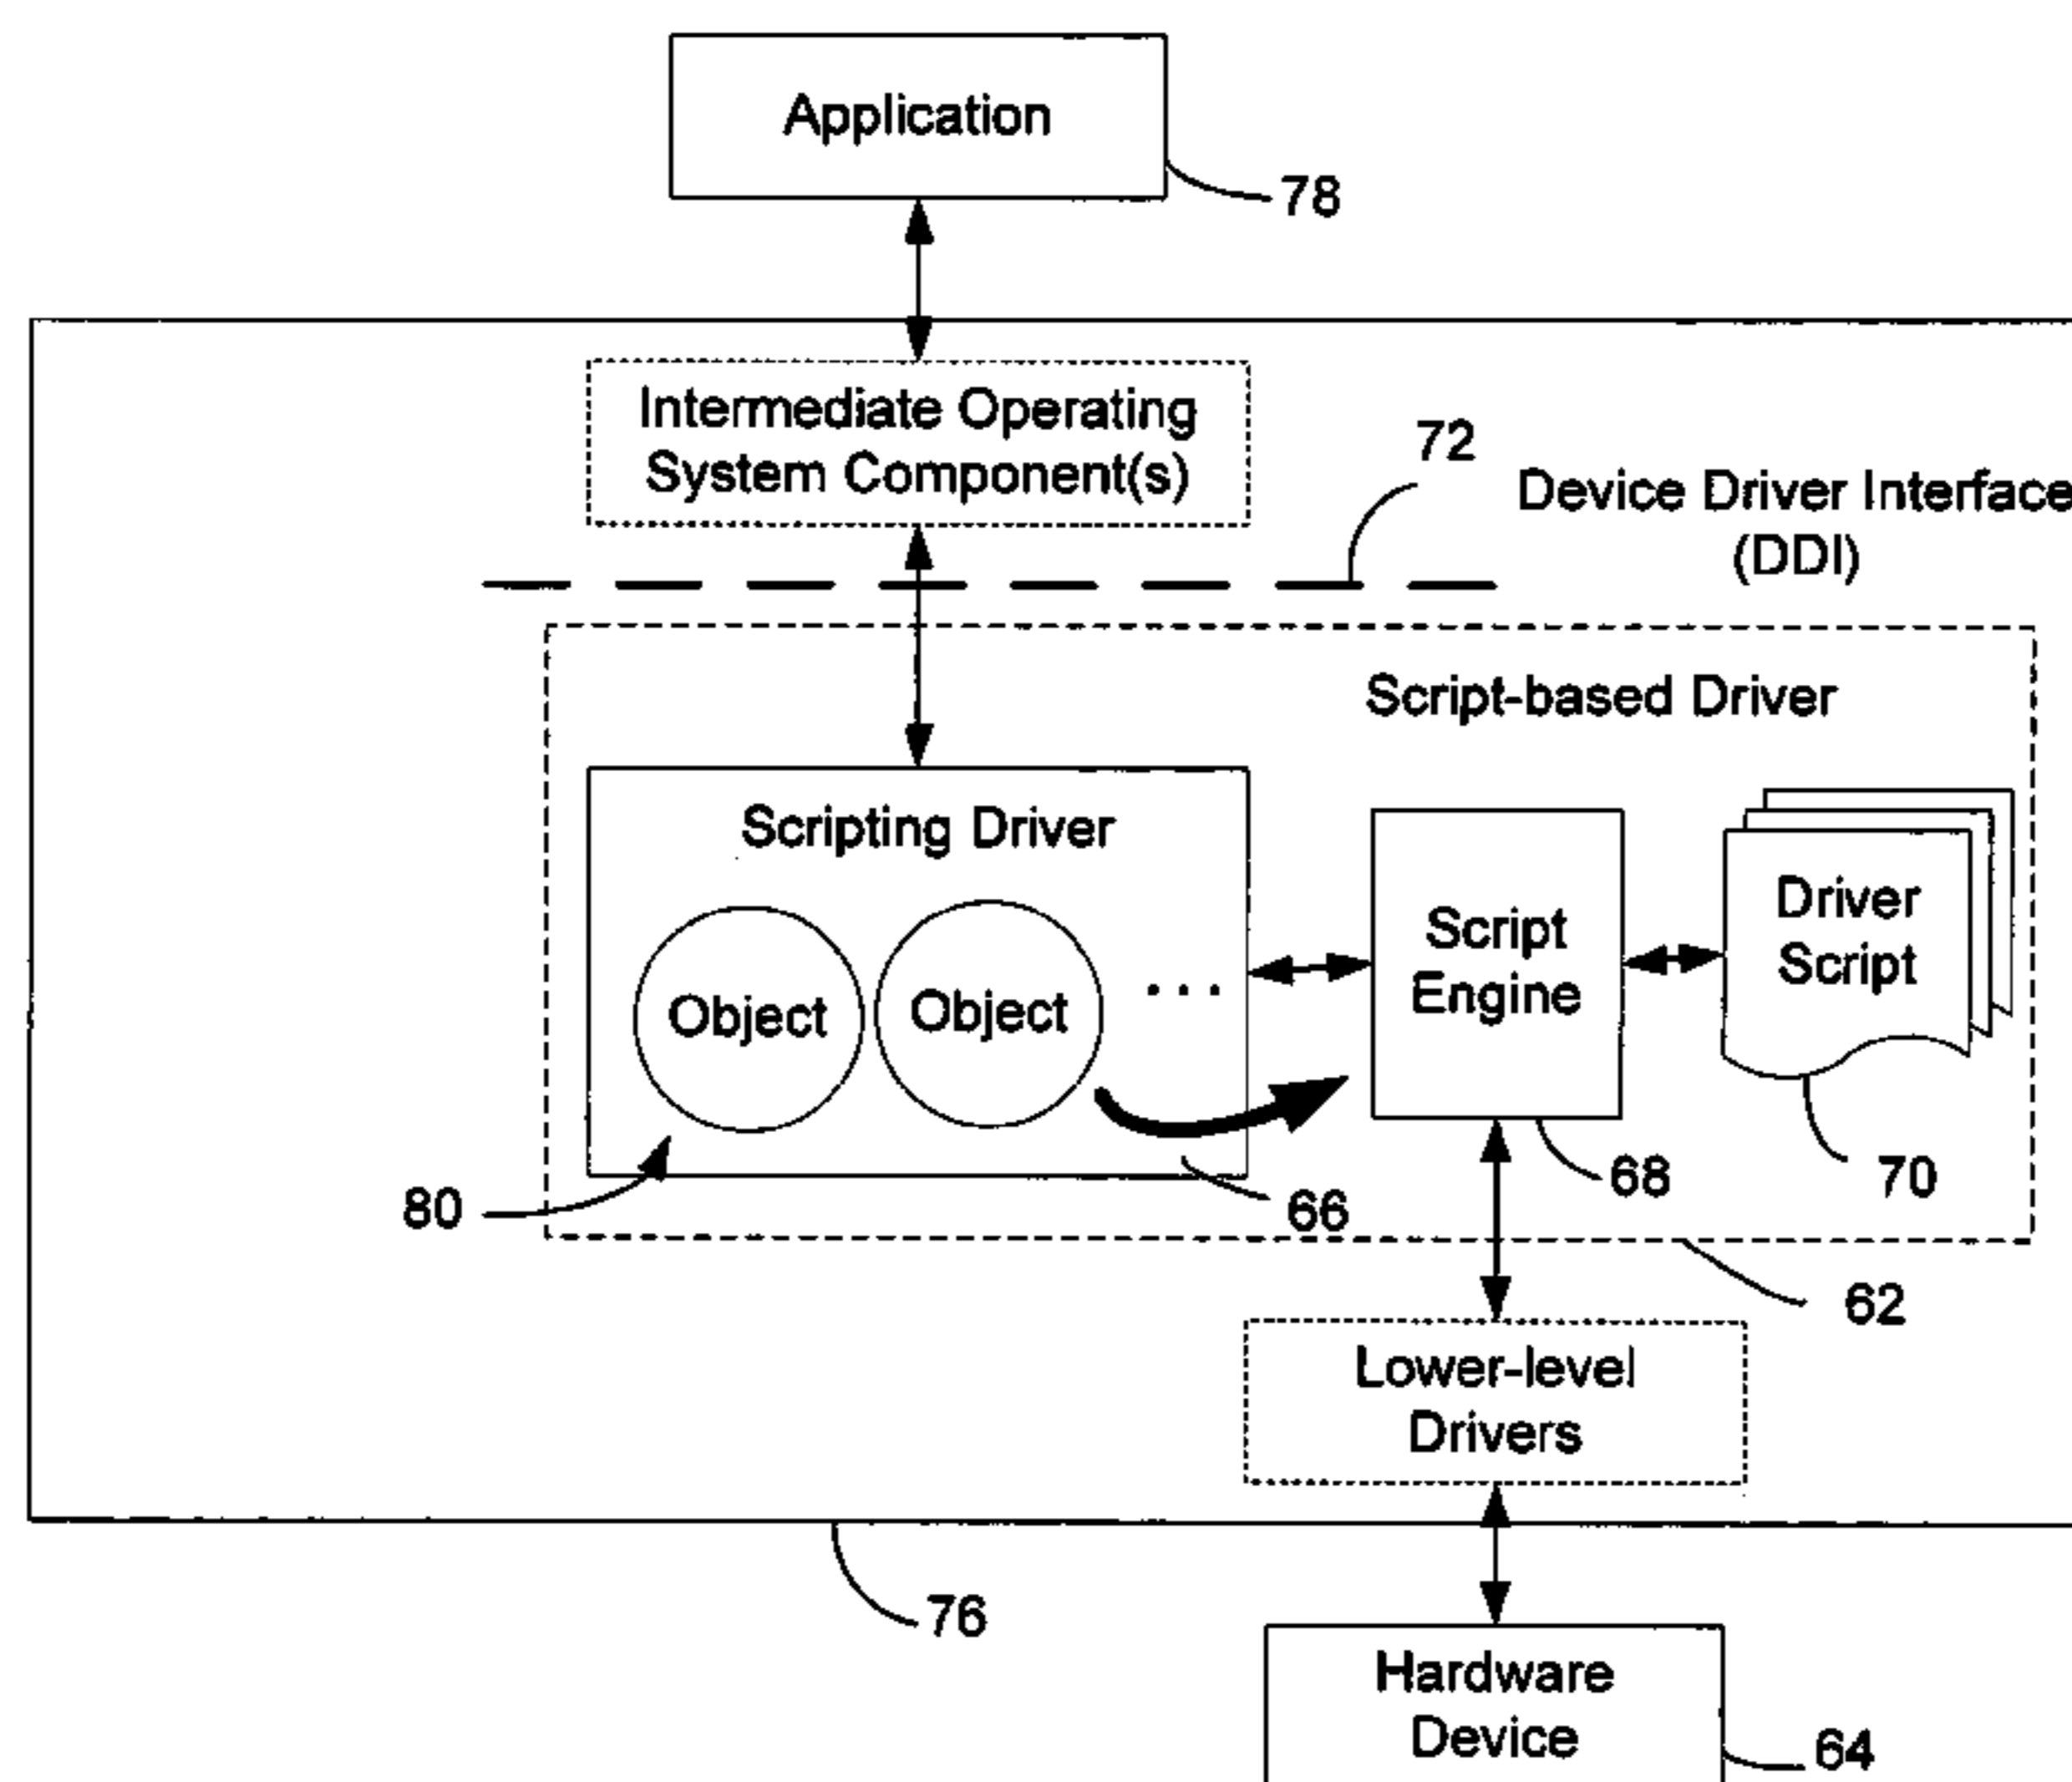 Application
78
Intermediate Operating
System Component(s)
72
Device Driver Interface
(DDI)
Script-based Driver
Scripting Driver
Object
Object
. . .
Script
Engine
Driver
Script
80
66
68
70
62
Lower-level
Drivers
76
Hardware
Device
64